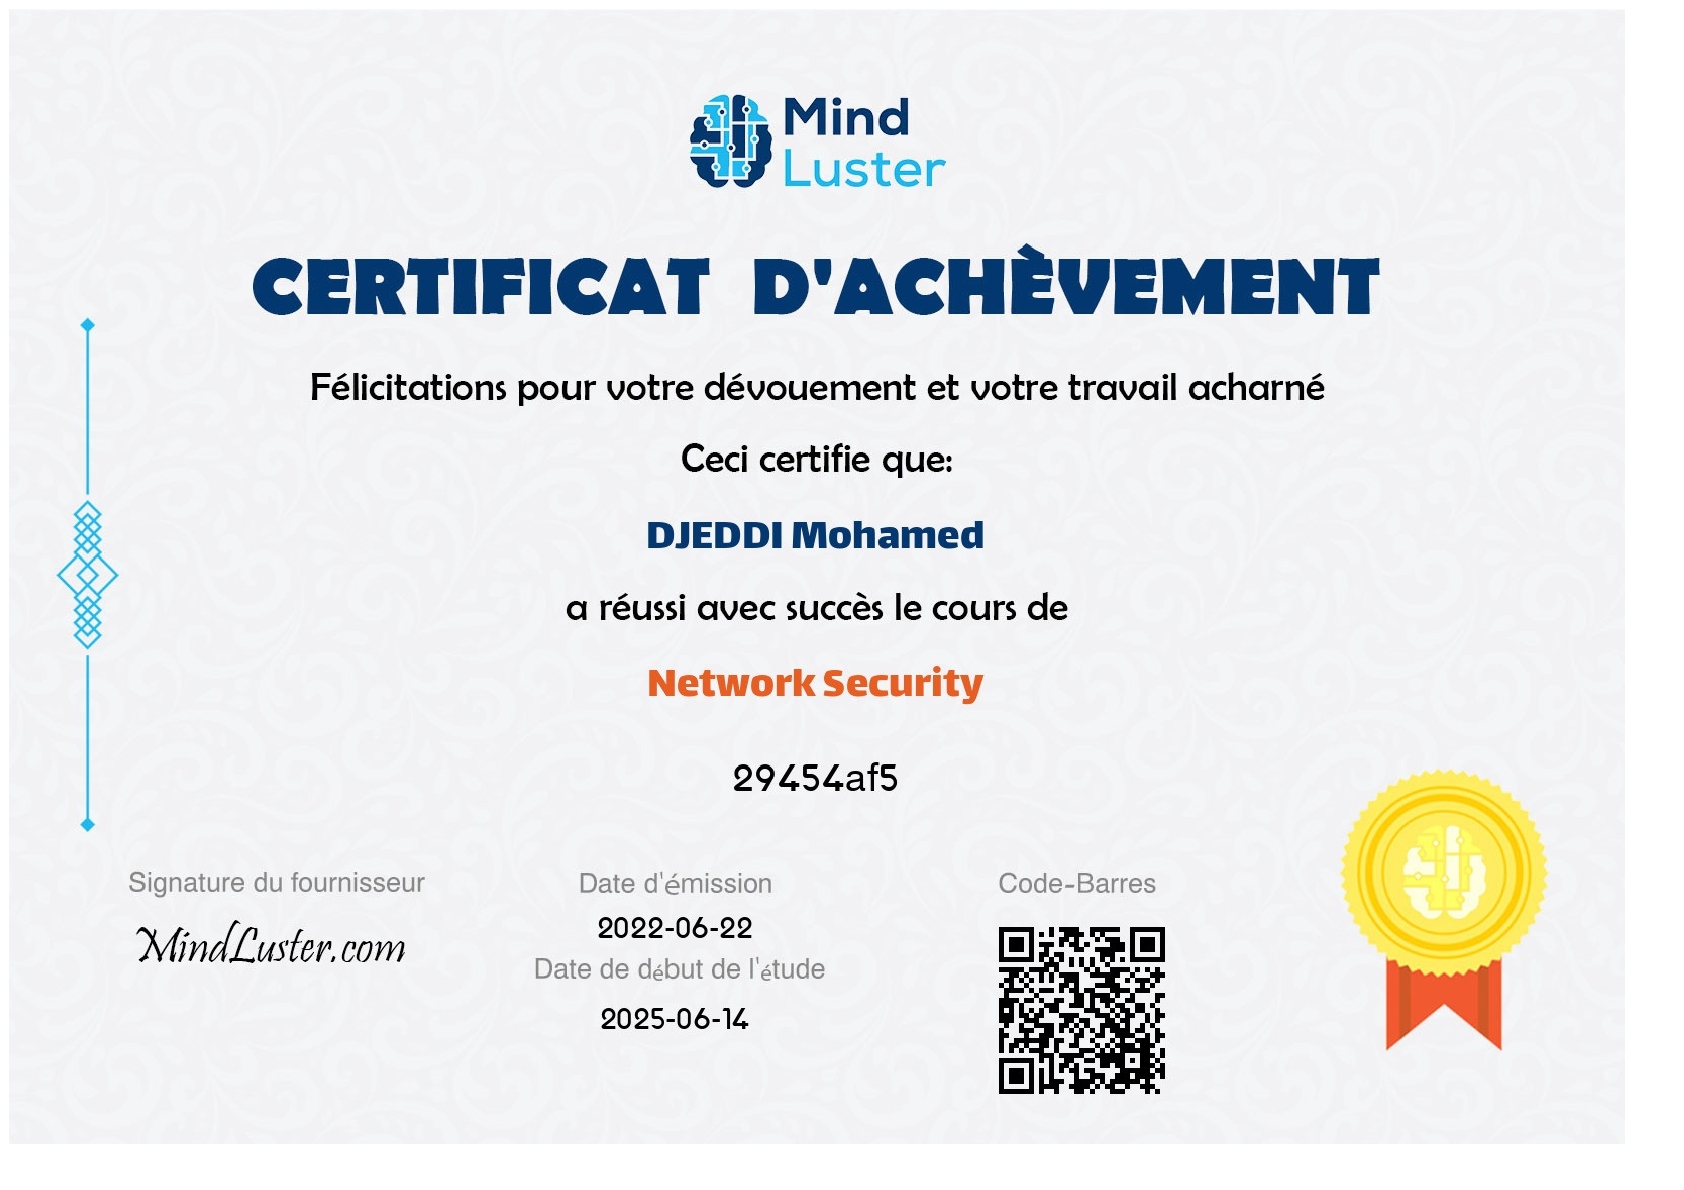 Mind
Luster
CERTIFICAT D'ACHÈVEMENT
Félicitations pour votre dévouement et votre travail acharné
Ceci certifie que:
DJEDDI Mohamed
a réussi avec succès le cours de
Network Security
29454af5
Signature du fournisseur
MindLuster.com
Date d'émission
2022-06-22
Date de début de l'étude
2025-06-14
Code-Barres